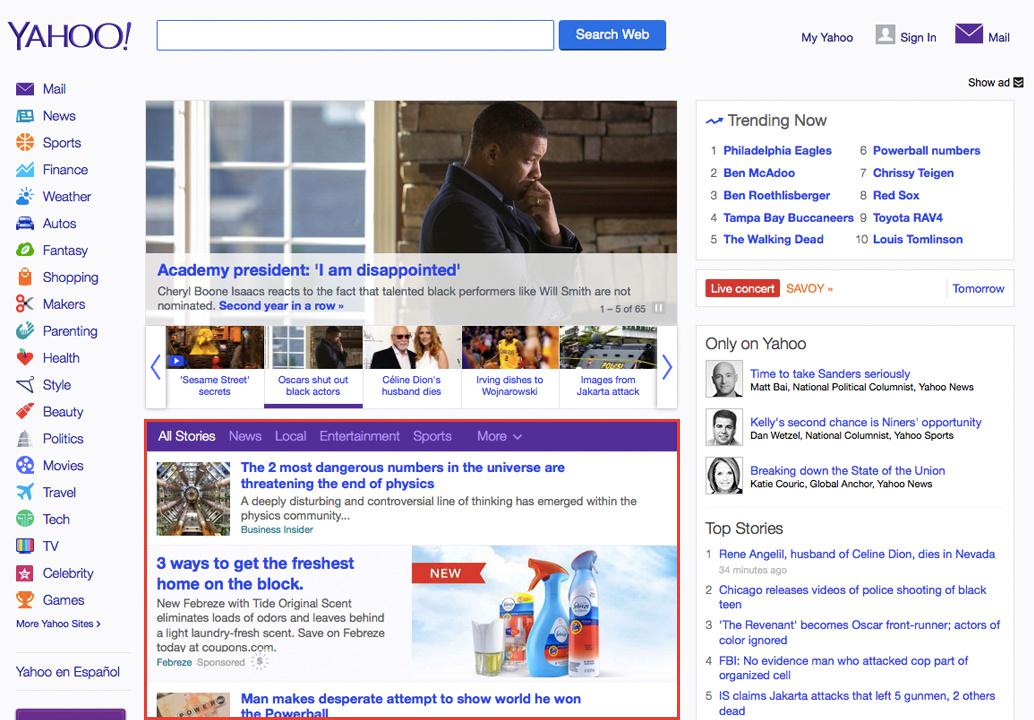 YAHOO!
Search Web
My Yahoo
Sign In
Mail
Show ad
Mail
News
Sports
Finance
Weather
Autos
Fantasy
Shopping
Makers
Parenting
Health
Style
Beauty
Politics
Movies
Travel
Tech
TV
Celebrity
Games
More Yahoo Sites >
Yahoo en Español
Academy president: 'I am disappointed'
Cheryl Boone Isaacs reacts to the fact that talented black performers like Will Smith are not
nominated. Second year in a row »
1 – 5 of 65
'Sesame Street'
secrets
Oscars shut out
black actors
Céline Dion's
husband dies
Irving dishes to
Wojnarowski
Images from
Jakarta attack
All Stories News Local Entertainment Sports More
The 2 most dangerous numbers in the universe are
threatening the end of physics
A deeply disturbing and controversial line of thinking has emerged within the
physics community...
Business Insider
3 ways to get the freshest
home on the block.
New Febreze with Tide Original Scent
eliminates loads of odors and leaves behind
a light laundry-fresh scent. Save on Febreze
today at coupons.com.
Febreze Sponsored $
NEW
Man makes desperate attempt to show world he won
the Powerball
POWER
Trending Now
1 Philadelphia Eagles
2 Ben McAdoo
3 Ben Roethlisberger
4 Tampa Bay Buccaneers
5 The Walking Dead
6 Powerball numbers
7 Chrissy Teigen
8 Red Sox
9 Toyota RAV4
10 Louis Tomlinson
Live concert SAVOY » Tomorrow
Only on Yahoo
Time to take Sanders seriously
Matt Bai, National Political Columnist, Yahoo News
Kelly's second chance is Niners' opportunity
Dan Wetzel, National Columnist, Yahoo Sports
Breaking down the State of the Union
Katie Couric, Global Anchor, Yahoo News
Top Stories
1 Rene Angelil, husband of Celine Dion, dies in Nevada
34 minutes ago
2 Chicago releases videos of police shooting of black
teen
3 'The Revenant' becomes Oscar front-runner; actors of
color ignored
4 FBI: No evidence man who attacked cop part of
organized cell
5 IS claims Jakarta attacks that left 5 gunmen, 2 others
dead